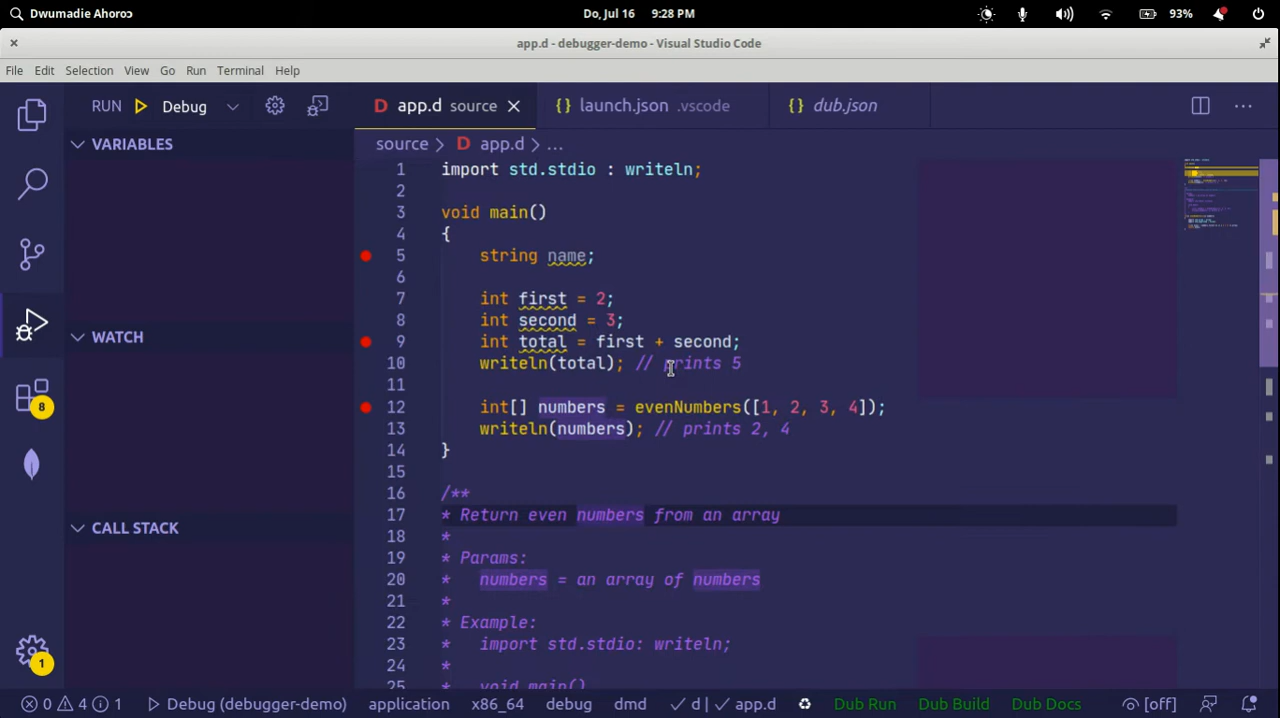 Dwumadie Ahorɔɔ
Do, Jul 16 9:28 PM
93%
app.d - debugger-demo - Visual Studio Code
File Edit Selection View Go Run Terminal Help
RUN Debug
app.d source
launch.json .vscode
dub.json
source > app.d > ...
VARIABLES
WATCH
CALL STACK
8
1
1 import std.stdio : writeln;
2
3 void main()
4 {
5 string name;
6
7 int first = 2;
8 int second = 3;
9 int total = first + second;
10 writeln(total); // prints 5
11
12 int[] numbers = evenNumbers([1, 2, 3, 4]);
13 writeln(numbers); // prints 2, 4
14 }
15
16 /**
17 * Return even numbers from an array
18 *
19 * Params:
20 * numbers = an array of numbers
21 *
22 * Example:
23 * import std.stdio: writeln;
24 *
25 * void main()
0 4 1 Debug (debugger-demo) application x86_64 debug dmd ✓ d | ✓ app.d Dub Run Dub Build Dub Docs [off]